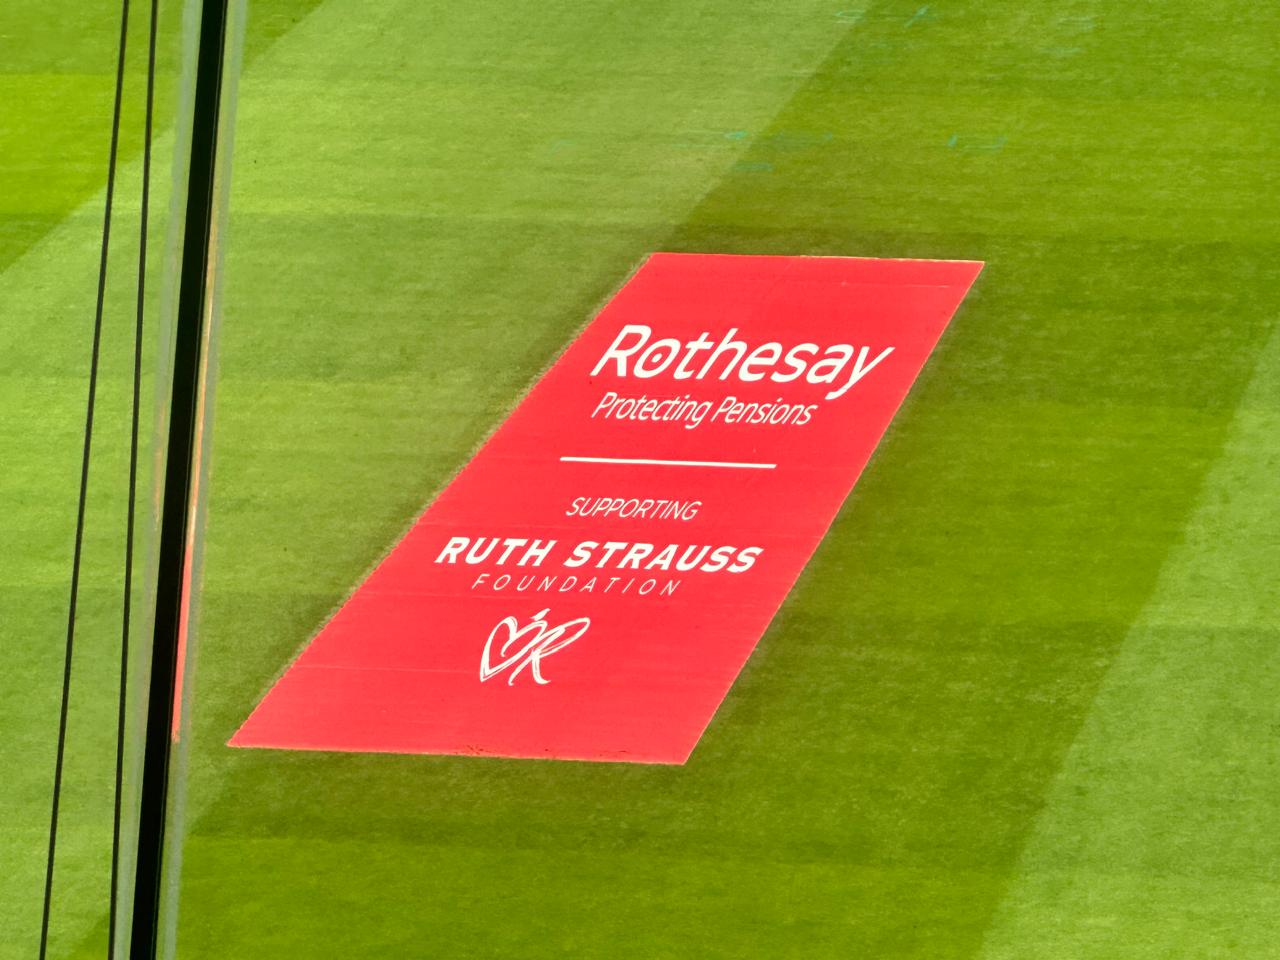 Rothesay
Protecting Pensions
SUPPORTING
RUTH STRAUSS
FOUNDATION
R